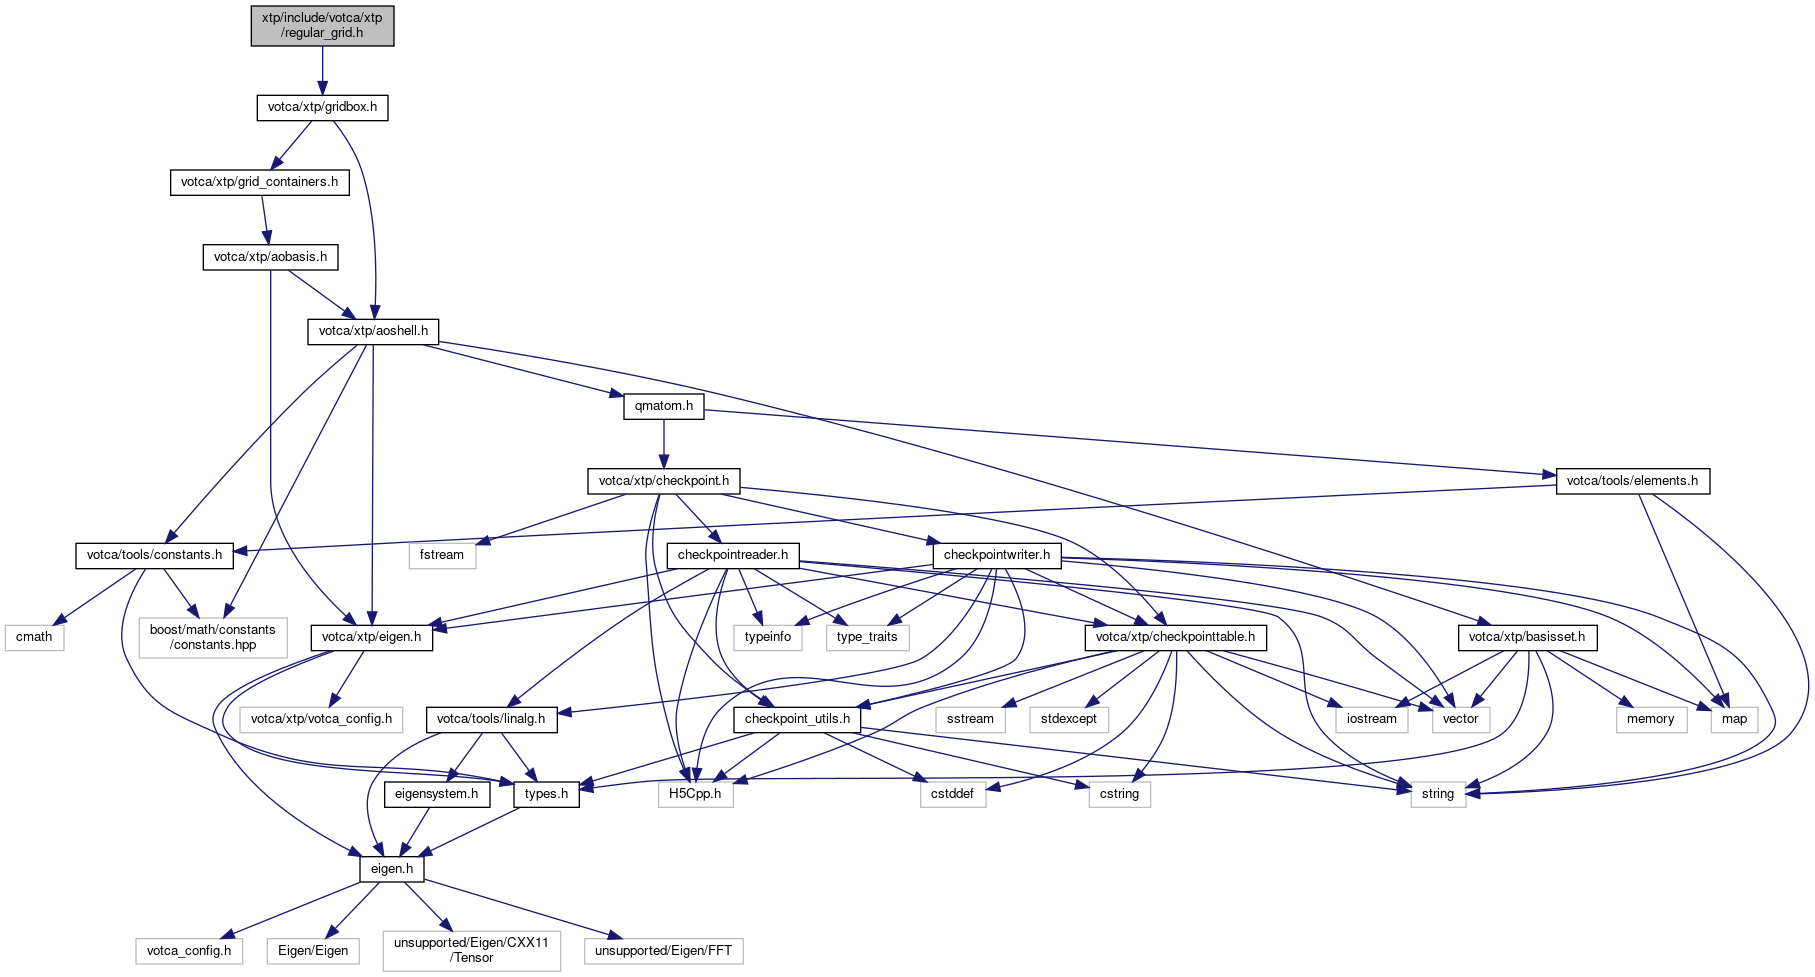 xtp/include/votca/xtp
/regular_grid.h
votca/xtp/gridbox.h
votca/xtp/grid_containers.h
votca/xtp/aobasis.h
votca/xtp/aoshell.h
qmatom.h
votca/xtp/checkpoint.h
votca/tools/elements.h
votca/tools/constants.h
fstream
checkpointreader.h
checkpointwriter.h
cmath
boost/math/constants
/constants.hpp
votca/xtp/eigen.h
typeinfo
type_traits
votca/xtp/checkpointtable.h
votca/xtp/basisset.h
votca/xtp/votca_config.h
votca/tools/linalg.h
checkpoint_utils.h
sstream
stdexcept
iostream
vector
memory
map
eigensystem.h
types.h
H5Cpp.h
cstddef
cstring
string
eigen.h
votca_config.h
Eigen/Eigen
unsupported/Eigen/CXX11
/Tensor
unsupported/Eigen/FFT